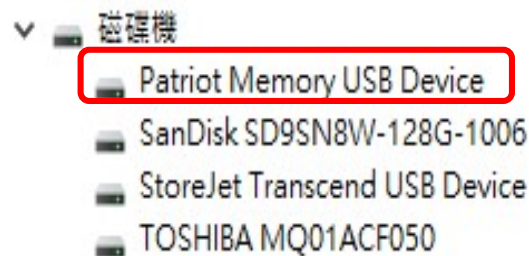 磁碟機
Patriot Memory USB Device
SanDisk SD9SN8W-128G-1006
StoreJet Transcend USB Device
TOSHIBA MQ01ACF050